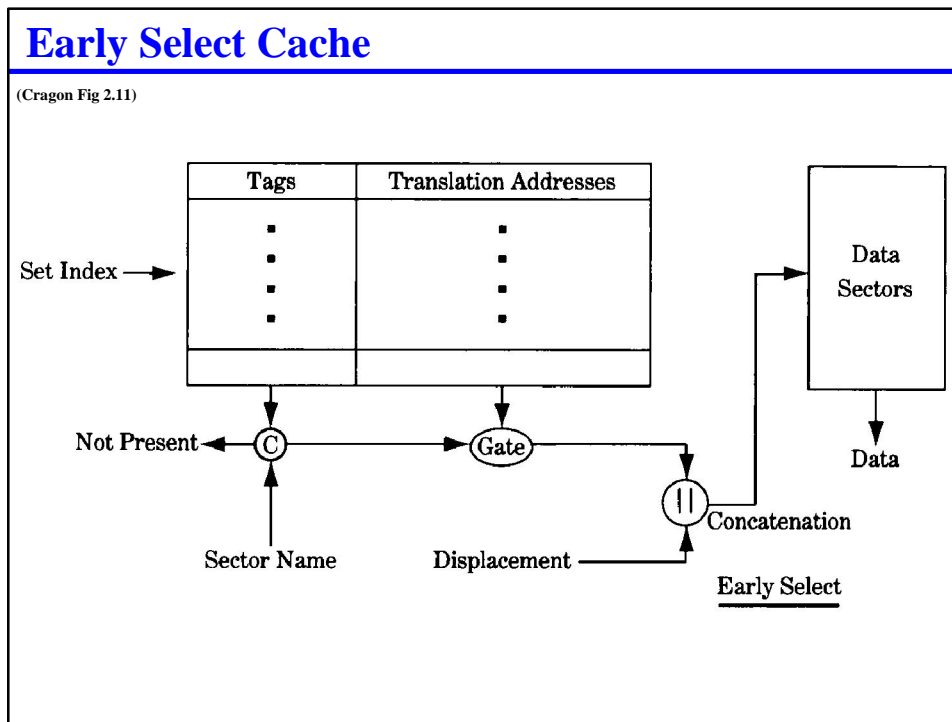 Early Select Cache
(Cragon Fig 2.11)
Tags
Translation Addresses
Set Index
Data
Sectors
Not Present
C
Gate
Data
||
Concatenation
Sector Name
Displacement
Early Select